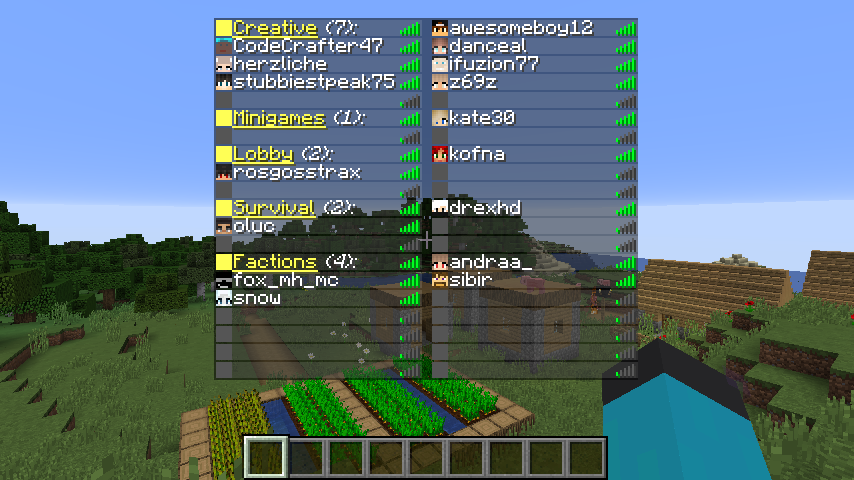 Creative (7): awesomeboy12
CodeCrafter47 danceal
herzliche ifuzion77
stubbiestpeak75 z69z
Minigames (1): kate30
Lobby (2): kofna
rosgosstrax
Survival (2): drexhd
oluc
Factions (4): andraa_
fox_mh_mc sibir
snow